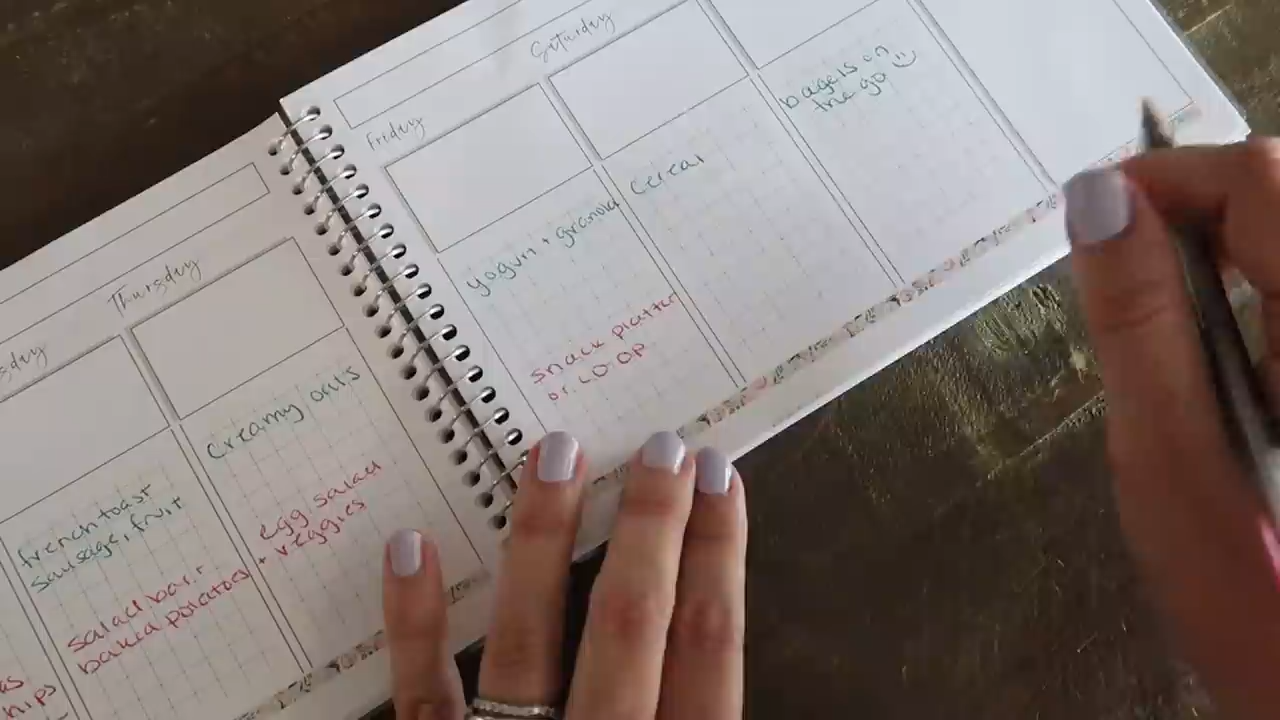 Thursday
french toast
sausage, fruit
salad bar +
baked potatoes
creamy oats
egg salad
+ veggies
Friday
yogurt + granola
snack platter
or CO-OP
Saturday
cereal
bagels on
the go